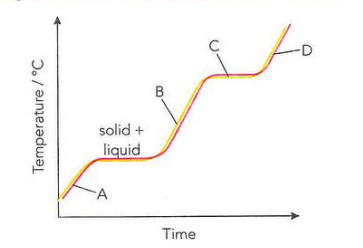 Temperature / °C
C
D
B
solid +
liquid
A
Time